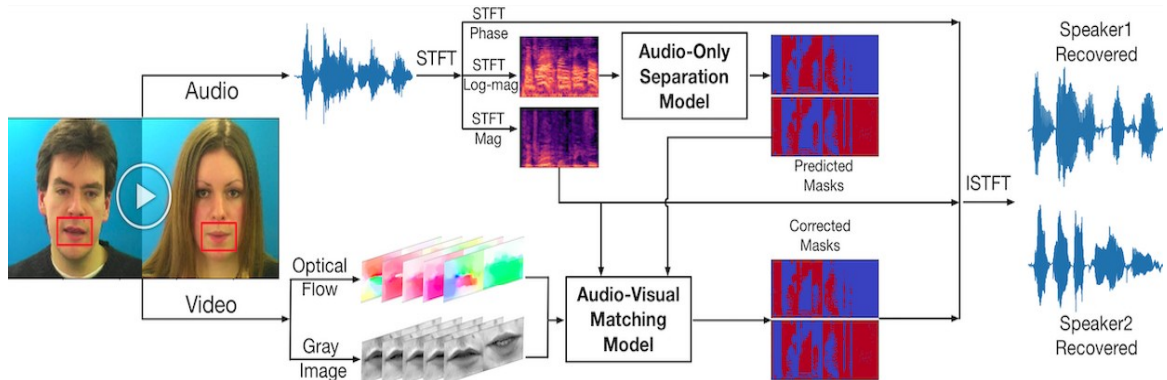 STFT
Phase
STFT
STFT
Log-mag
STFT
Mag
Audio-Only
Separation
Model
Predicted
Masks
Audio
Video
Optical
Flow
Gray
Image
Audio-Visual
Matching
Model
Corrected
Masks
ISTFT
Speaker1
Recovered
Speaker2
Recovered